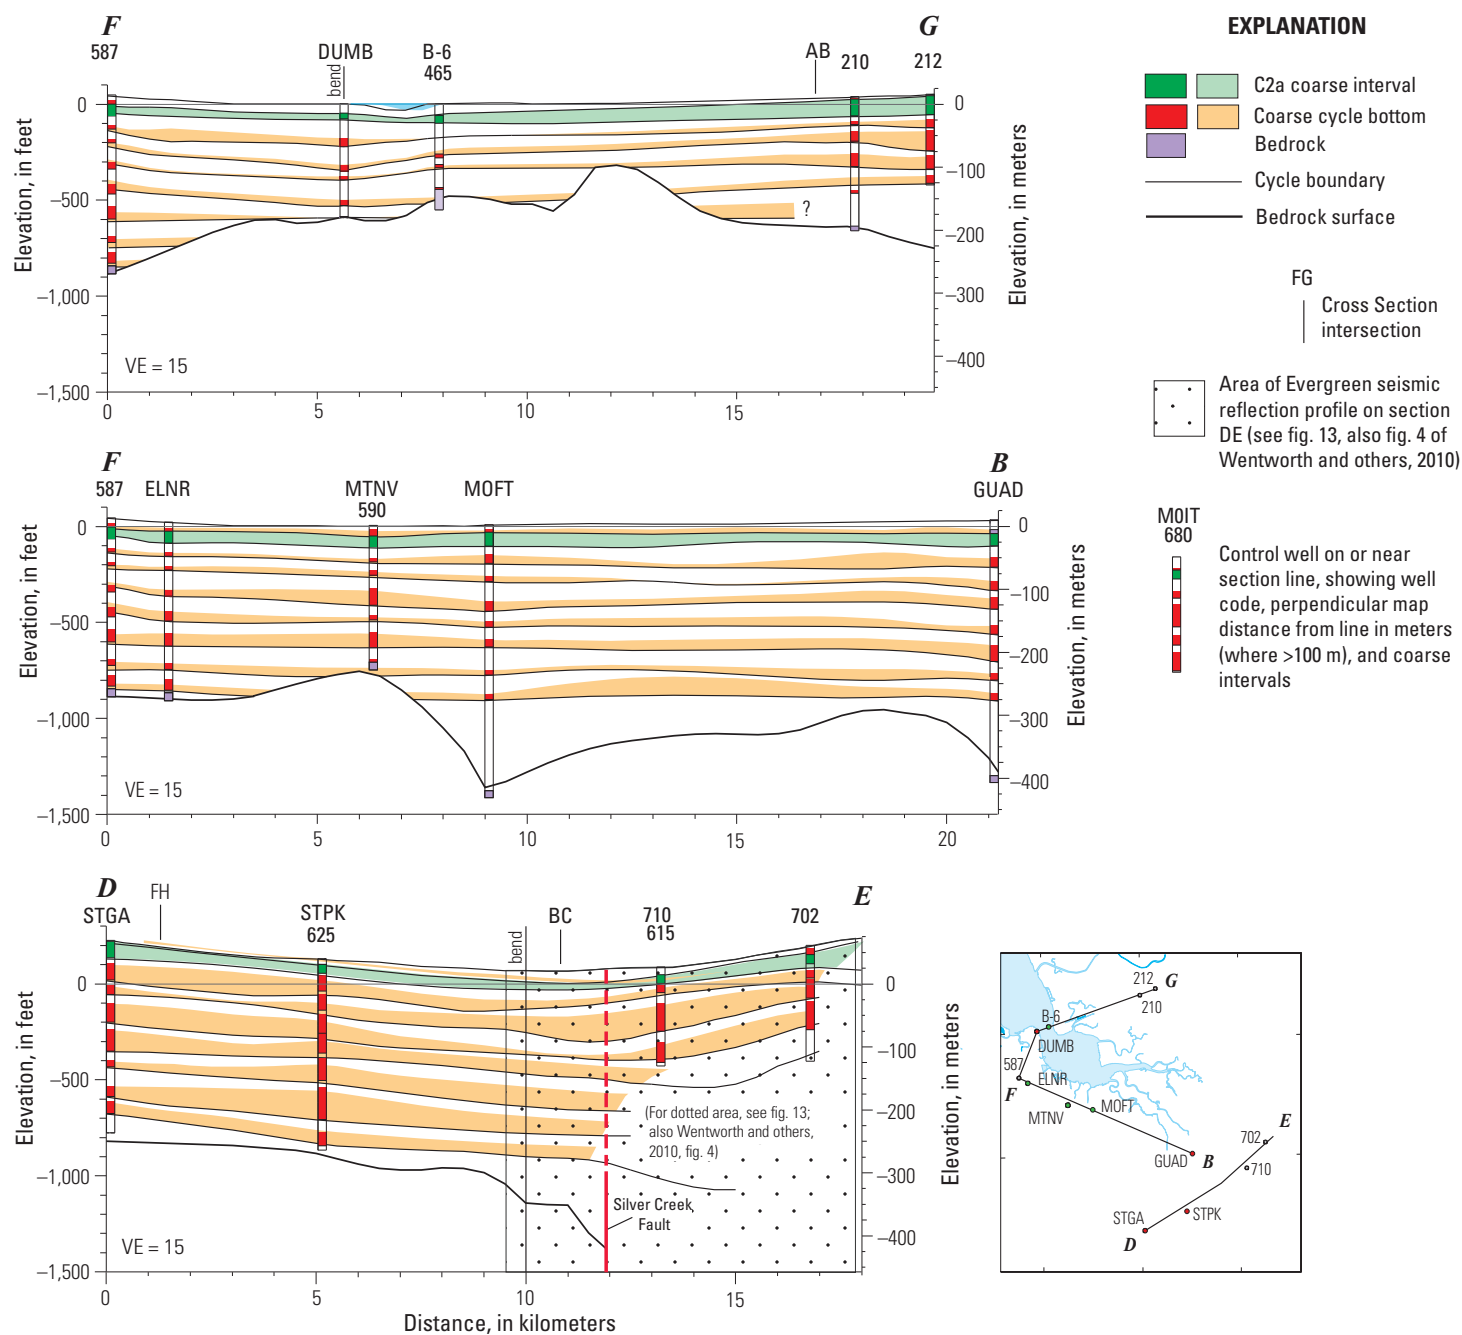 F
587
DUMB
bend
B-6
465
AB
G
210
212
Elevation, in feet
0
–500
–1,000
–1,500
VE = 15
?
0
5
10
15
0
–100
–200
–300
–400
Elevation, in meters
F
587
ELNR
MTNV
590
MOFT
B
GUAD
Elevation, in feet
0
–500
–1,000
–1,500
VE = 15
0
5
10
15
20
0
–100
–200
–300
–400
Elevation, in meters
D
STGA
FH
STPK
625
bend
BC
710
615
702
E
Elevation, in feet
0
–500
–1,000
–1,500
VE = 15
(For dotted area, see fig. 13;
also Wentworth and others,
2010, fig. 4)
Silver Creek
Fault
0
5
10
15
0
–100
–200
–300
–400
Elevation, in meters
Distance, in kilometers
EXPLANATION
C2a coarse interval
Coarse cycle bottom
Bedrock
Cycle boundary
Bedrock surface
FG
Cross Section
intersection
Area of Evergreen seismic
reflection profile on section
DE (see fig. 13, also fig. 4 of
Wentworth and others, 2010)
M0IT
680
Control well on or near
section line, showing well
code, perpendicular map
distance from line in meters
(where >100 m), and coarse
intervals
212
G
210
B-6
DUMB
587
F
ELNR
MTNV
MOFT
GUAD
B
E
702
710
STPK
STGA
D